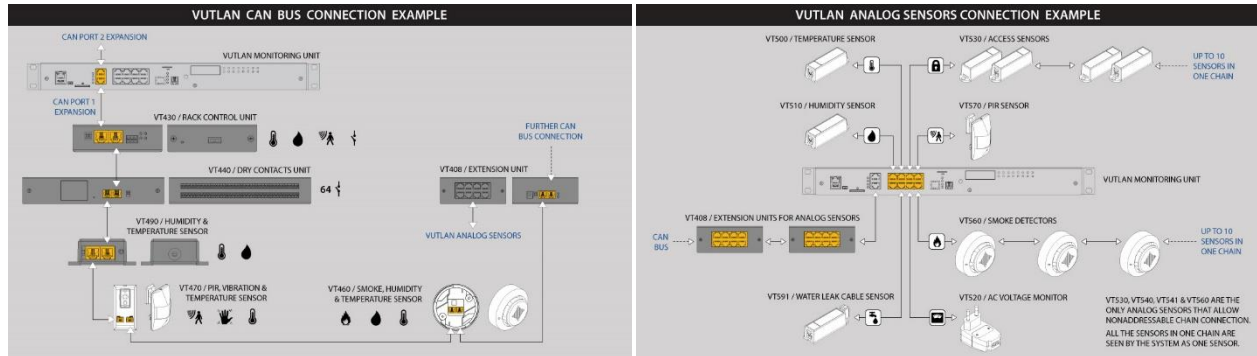 VUTLAN CAN BUS CONNECTION EXAMPLE
CAN PORT 2 EXPANSION
VUTLAN MONITORING UNIT
CAN PORT 1
EXPANSION
VT430 / RACK CONTROL UNIT
FURTHER CAN
BUS CONNECTION
VT440 / DRY CONTACTS UNIT
64
VT408 / EXTENSION UNIT
VT490 / HUMIDITY &
TEMPERATURE SENSOR
VUTLAN ANALOG SENSORS
VT470 / PIR, VIBRATION &
TEMPERATURE SENSOR
VT460 / SMOKE, HUMIDITY
& TEMPERATURE SENSOR
VUTLAN ANALOG SENSORS CONNECTION EXAMPLE
VT500 / TEMPERATURE SENSOR
VT530 / ACCESS SENSORS
UP TO 10
SENSORS IN
ONE CHAIN
VT510 / HUMIDITY SENSOR
VT570 / PIR SENSOR
VUTLAN MONITORING UNIT
VT408 / EXTENSION UNITS FOR ANALOG SENSORS
CAN
BUS
VT560 / SMOKE DETECTORS
UP TO 10
SENSORS IN
ONE CHAIN
VT591 / WATER LEAK CABLE SENSOR
VT520 / AC VOLTAGE MONITOR
VT530, VT540, VT541 & VT560 ARE THE
ONLY ANALOG SENSORS THAT ALLOW
NONADDRESSABLE CHAIN CONNECTION.
ALL THE SENSORS IN ONE CHAIN ARE
SEEN BY THE SYSTEM AS ONE SENSOR.